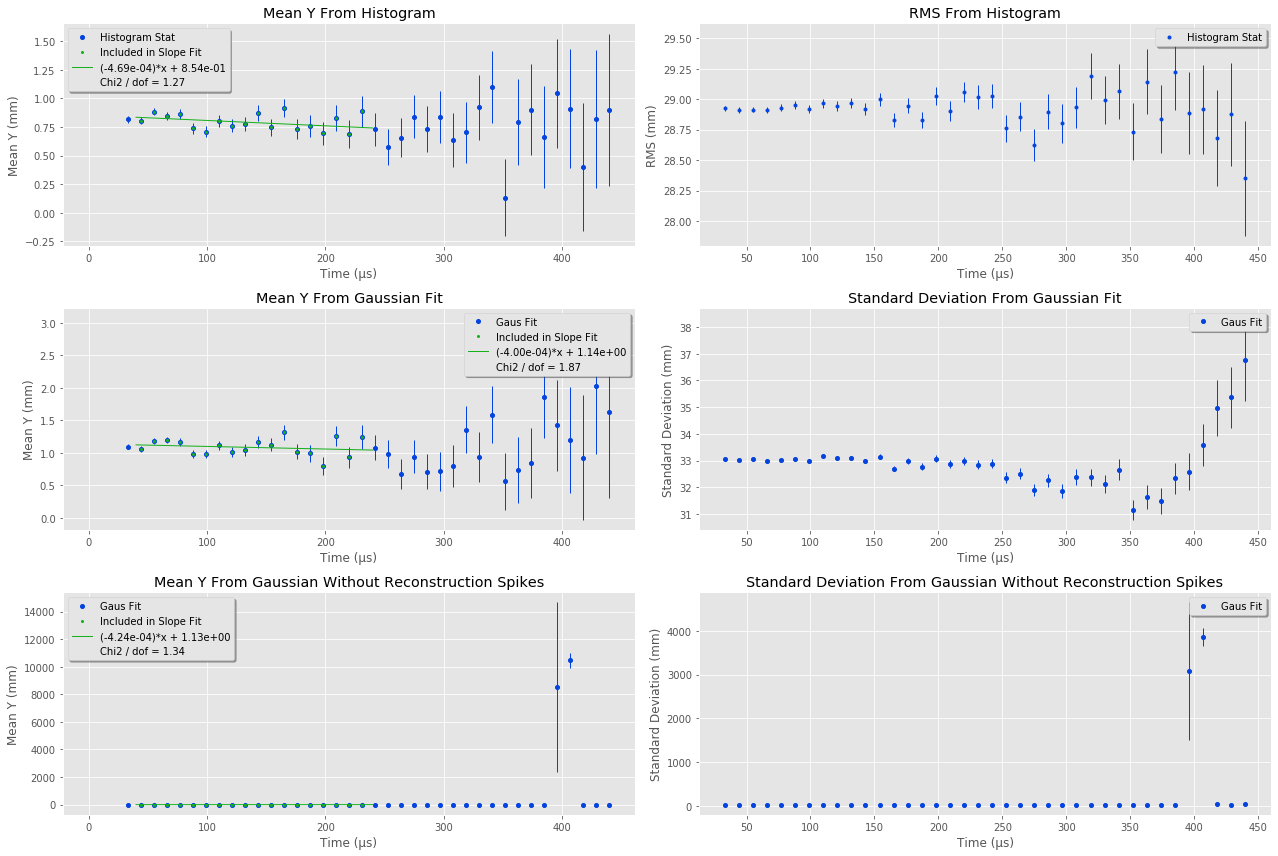 Mean Y From Histogram
Mean Y (mm)
1.50
1.25
1.00
0.75
0.50
0.25
0.00
−0.25
Histogram Stat
Included in Slope Fit
(-4.69e-04)*x + 8.54e-01
Chi2 / dof = 1.27
0 100 200 300 400
Time (μs)
RMS From Histogram
RMS (mm)
29.50
29.25
29.00
28.75
28.50
28.25
28.00
Histogram Stat
50 100 150 200 250 300 350 400 450
Time (μs)
Mean Y From Gaussian Fit
Mean Y (mm)
3.0
2.5
2.0
1.5
1.0
0.5
0.0
Gaus Fit
Included in Slope Fit
(-4.00e-04)*x + 1.14e+00
Chi2 / dof = 1.87
0 100 200 300 400
Time (μs)
Standard Deviation From Gaussian Fit
Standard Deviation (mm)
38
37
36
35
34
33
32
31
Gaus Fit
50 100 150 200 250 300 350 400 450
Time (μs)
Mean Y From Gaussian Without Reconstruction Spikes
Mean Y (mm)
14000
12000
10000
8000
6000
4000
2000
0
Gaus Fit
Included in Slope Fit
(-4.24e-04)*x + 1.13e+00
Chi2 / dof = 1.34
0 100 200 300 400
Time (μs)
Standard Deviation From Gaussian Without Reconstruction Spikes
Standard Deviation (mm)
4000
3000
2000
1000
0
Gaus Fit
50 100 150 200 250 300 350 400 450
Time (μs)